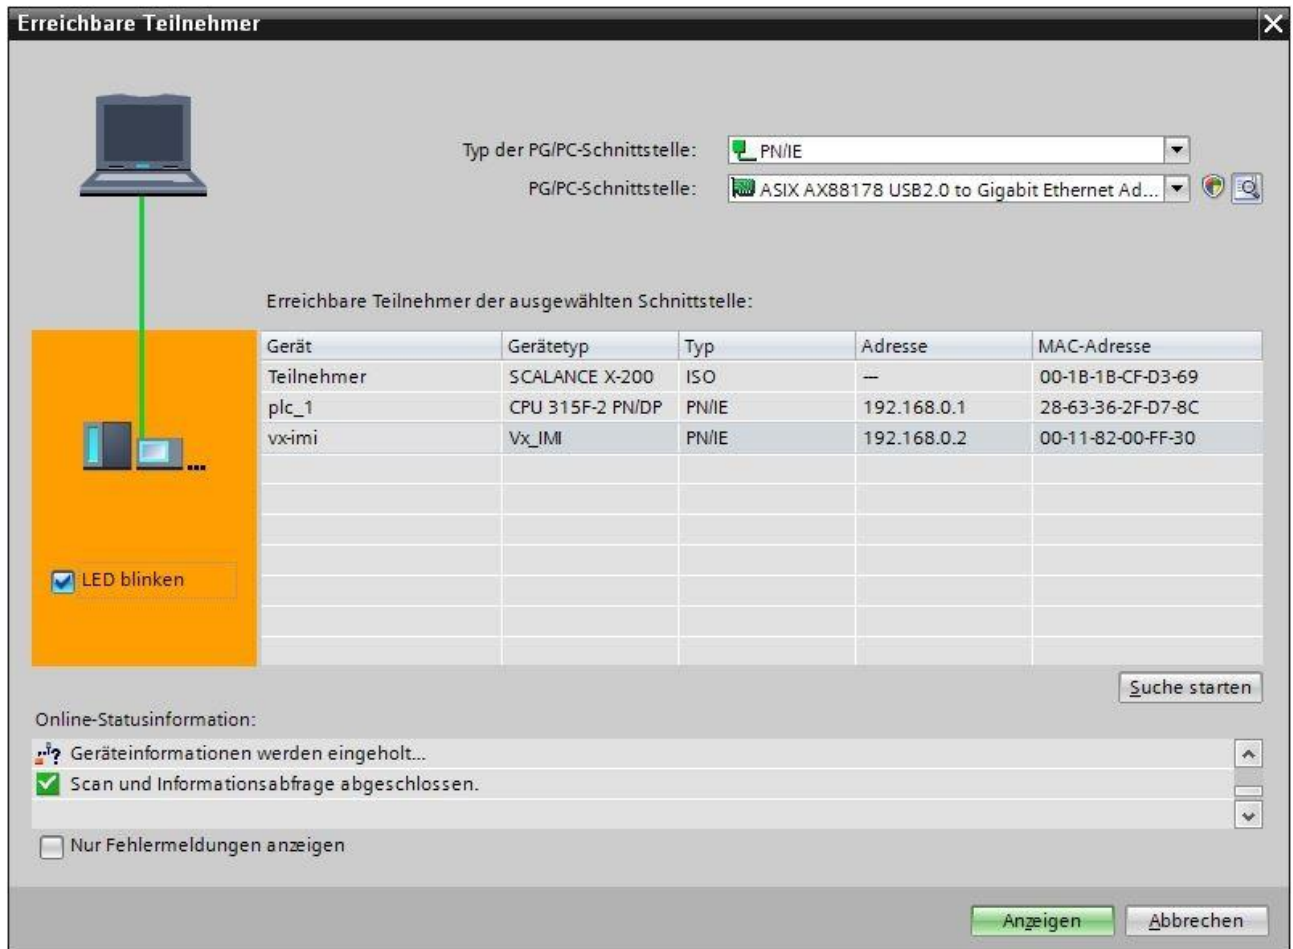 Erreichbare Teilnehmer
Typ der PG/PC-Schnittstelle: PN/IE
PG/PC-Schnittstelle: ASIX AX88178 USB2.0 to Gigabit Ethernet Ad...
Erreichbare Teilnehmer der ausgewählten Schnittstelle:
Gerät Gerätetyp Typ Adresse MAC-Adresse
Teilnehmer SCALANCE X-200 ISO — 00-1B-1B-CF-D3-69
plc_1 CPU 315F-2 PN/DP PN/IE 192.168.0.1 28-63-36-2F-D7-8C
vx-imi Vx_IMI PN/IE 192.168.0.2 00-11-82-00-FF-30
LED blinken
Suche starten
Online-Statusinformation:
Geräteinformationen werden eingeholt...
Scan und Informationsabfrage abgeschlossen.
Nur Fehlermeldungen anzeigen
Anzeigen Abbrechen